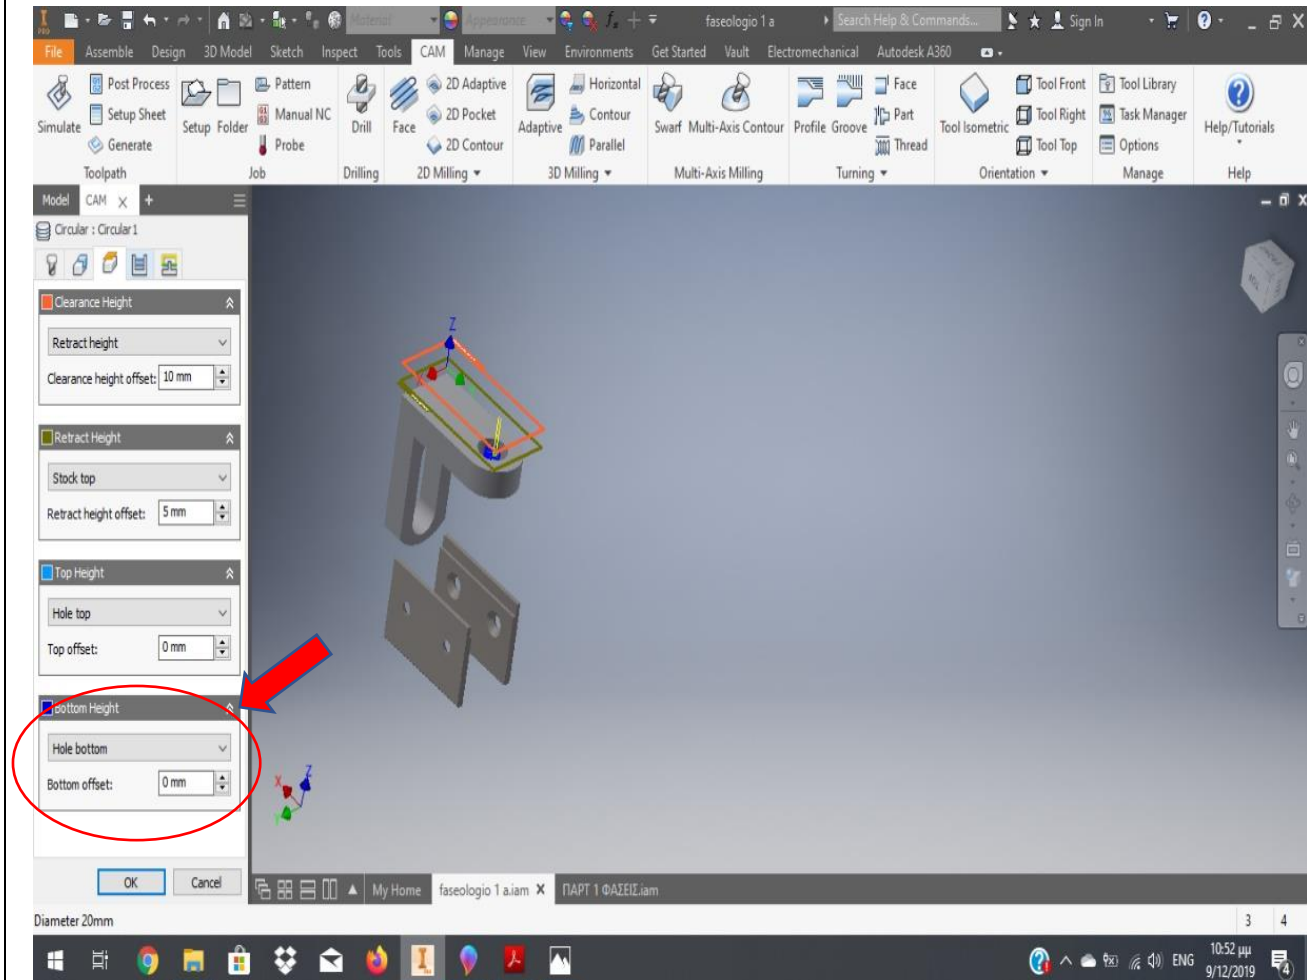 PRO
Material
Appearance
faseologio 1 a
Search Help & Commands...
Sign In
File Assemble Design 3D Model Sketch Inspect Tools CAM Manage View Environments Get Started Vault Electromechanical Autodesk A360
Simulate
Post Process
Setup Sheet
Generate
Toolpath
Setup
Folder
Pattern
Manual NC
Probe
Job
Drill
Drilling
Face
2D Adaptive
2D Pocket
2D Contour
2D Milling
Adaptive
Horizontal
Contour
Parallel
3D Milling
Swarf
Multi-Axis Contour
Multi-Axis Milling
Profile
Groove
Face
Part
Thread
Turning
Tool Isometric
Tool Front
Tool Right
Tool Top
Orientation
Tool Library
Task Manager
Options
Manage
Help/Tutorials
Help
Model CAM X +
Circular : Circular1
Clearance Height
Retract height
Clearance height offset: 10 mm
Retract Height
Stock top
Retract height offset: 5 mm
Top Height
Hole top
Top offset: 0 mm
Bottom Height
Hole bottom
Bottom offset: 0 mm
OK Cancel
Z
X
Z
Y
My Home faseologio 1 a.iam X ΠΑΡΤ 1 ΦΑΣΕΙΣ.iam
Diameter 20mm
3 4
ENG
10:52 μμ
9/12/2019
4